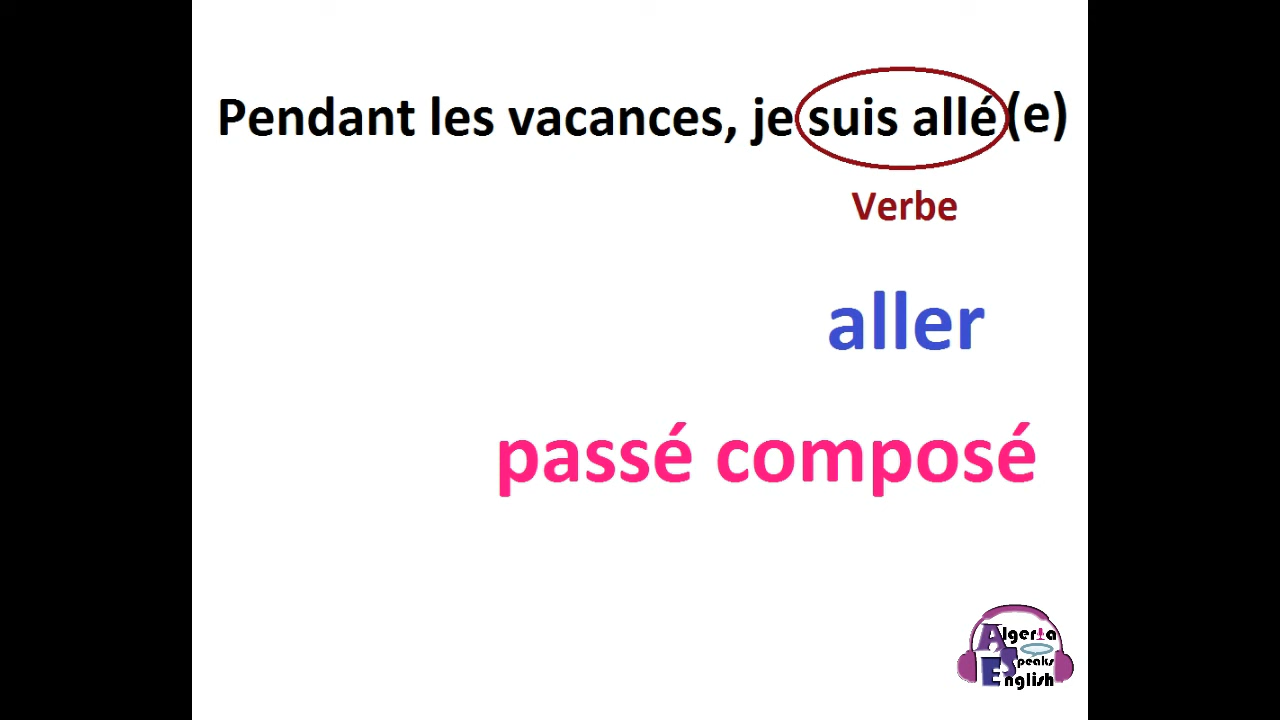 Pendant les vacances, je suis allé(e)
Verbe
aller
passé composé
Algeria
Speaks
English